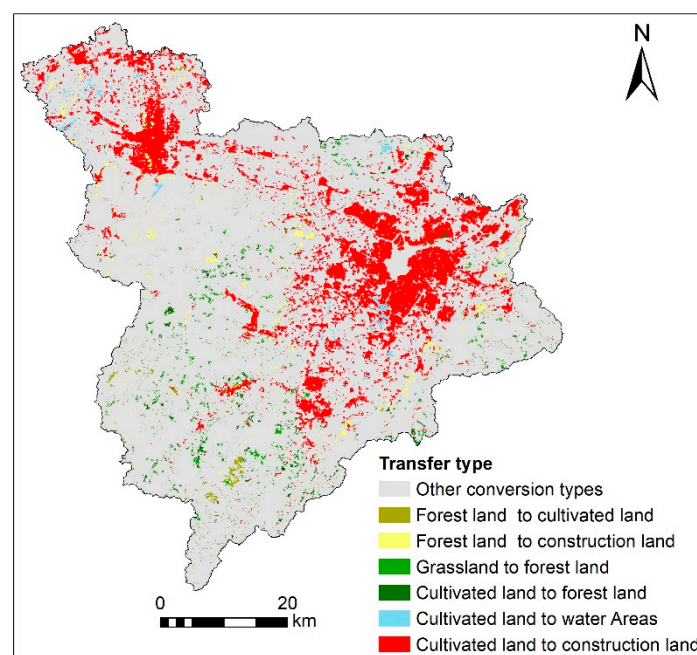 N
Transfer type
Other conversion types
Forest land to cultivated land
Forest land to construction land
Grassland to forest land
Cultivated land to forest land
Cultivated land to water Areas
Cultivated land to construction land
0 20
km